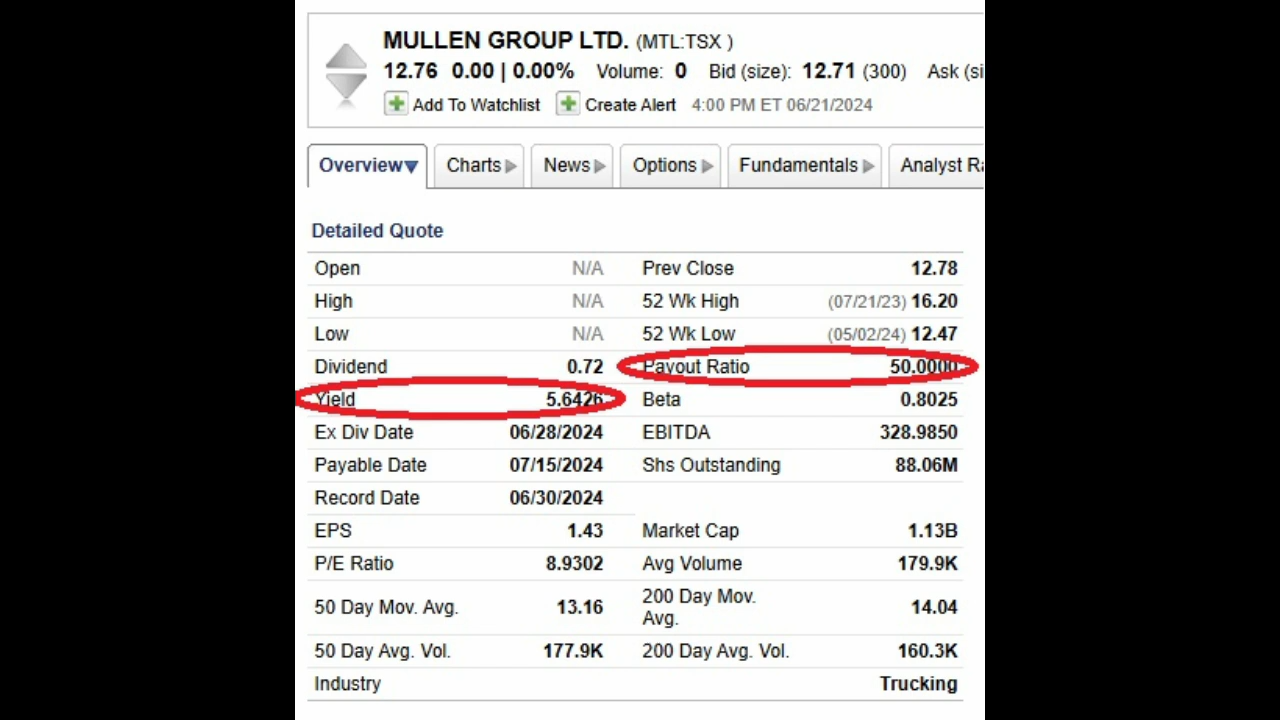 MULLEN GROUP LTD. (MTL:TSX )
12.76 0.00 | 0.00% Volume: 0 Bid (size): 12.71 (300) Ask (si
Add To Watchlist Create Alert 4:00 PM ET 06/21/2024
Overview Charts News Options Fundamentals Analyst Ra
Detailed Quote
Open N/A Prev Close 12.78
High N/A 52 Wk High (07/21/23) 16.20
Low N/A 52 Wk Low (05/02/24) 12.47
Dividend 0.72 Payout Ratio 50.0000
Yield 5.6426 Beta 0.8025
Ex Div Date 06/28/2024 EBITDA 328.9850
Payable Date 07/15/2024 Shs Outstanding 88.06M
Record Date 06/30/2024
EPS 1.43 Market Cap 1.13B
P/E Ratio 8.9302 Avg Volume 179.9K
50 Day Mov. Avg. 13.16 200 Day Mov. Avg. 14.04
50 Day Avg. Vol. 177.9K 200 Day Avg. Vol. 160.3K
Industry Trucking